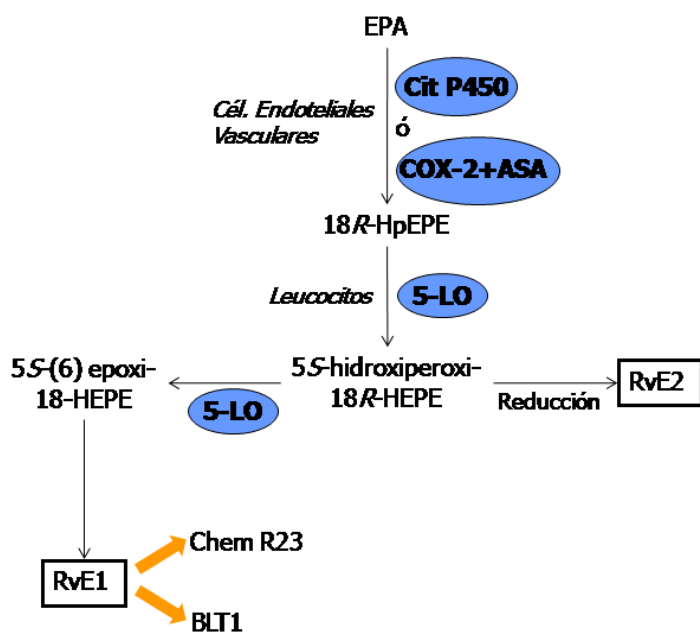 EPA
Cit P450
Cél. Endoteliales
Vasculares
ó
COX-2+ASA
18R-HpEPE
Leucocitos
5-LO
5S-(6) epoxi-
18-HEPE
5S-hidroxiperoxi-
18R-HEPE
RvE2
5-LO
Reducción
Chem R23
RvE1
BLT1